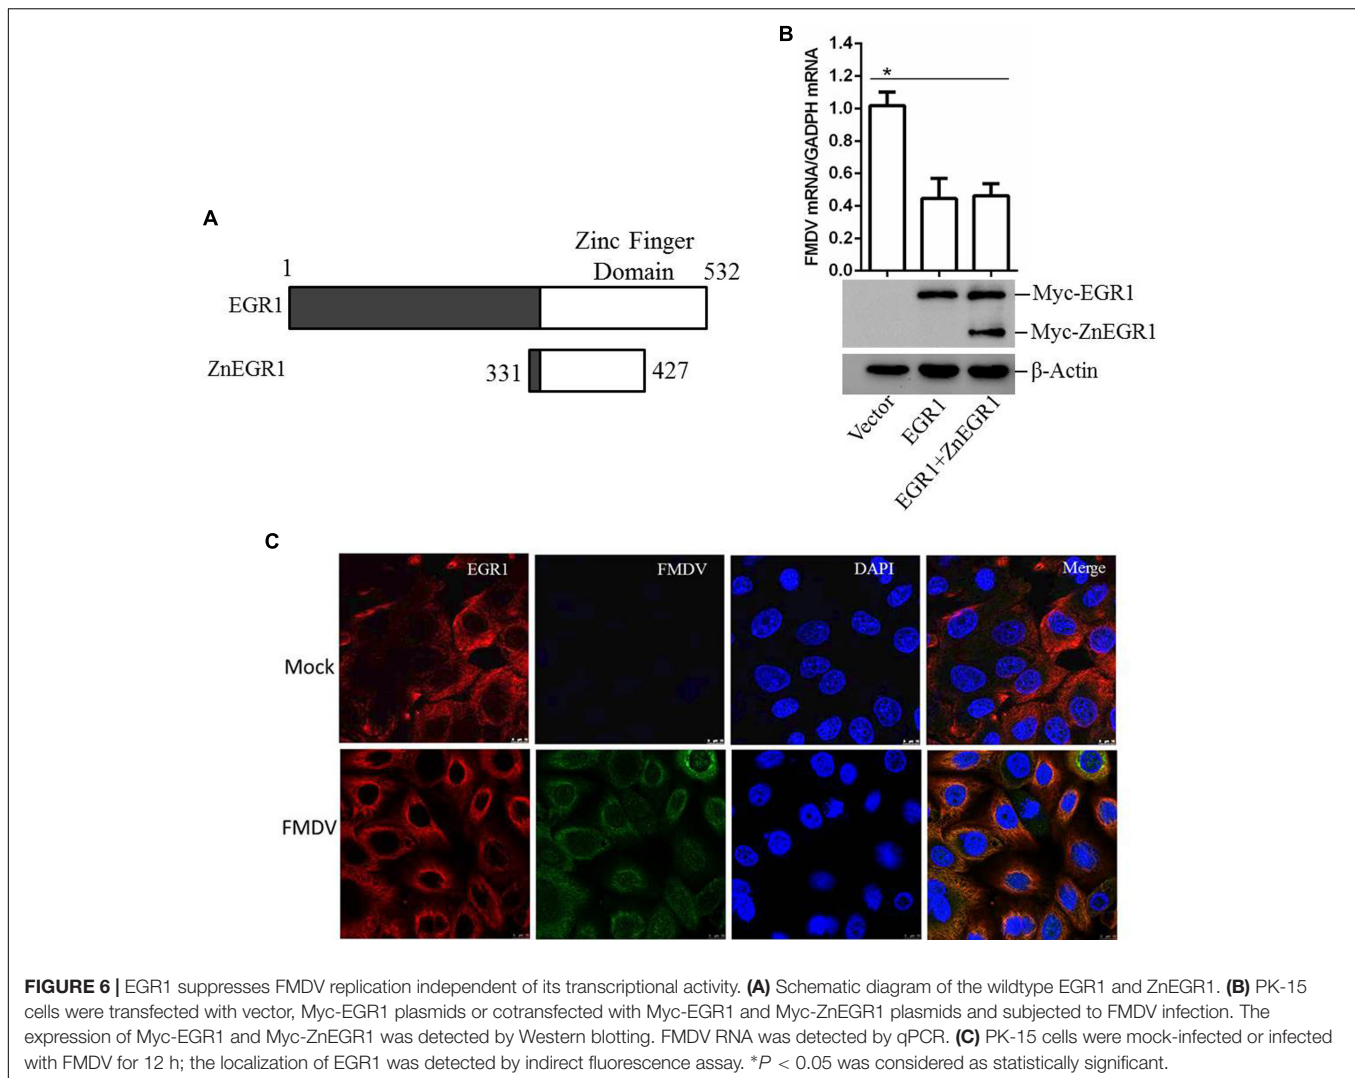 A
Zinc Finger
Domain
1
532
EGR1
ZnEGR1
331
427
B
FMDV mRNA/GADPH mRNA
1.4
1.2
1.0
0.8
0.6
0.4
0.2
0.0
*
Myc-EGR1
Myc-ZnEGR1
β-Actin
Vector
EGR1
EGR1+ZnEGR1
C
EGR1
FMDV
DAPI
Merge
Mock
FMDV
FIGURE 6 | EGR1 suppresses FMDV replication independent of its transcriptional activity. (A) Schematic diagram of the wildtype EGR1 and ZnEGR1. (B) PK-15
cells were transfected with vector, Myc-EGR1 plasmids or cotransfected with Myc-EGR1 and Myc-ZnEGR1 plasmids and subjected to FMDV infection. The
expression of Myc-EGR1 and Myc-ZnEGR1 was detected by Western blotting. FMDV RNA was detected by qPCR. (C) PK-15 cells were mock-infected or infected
with FMDV for 12 h; the localization of EGR1 was detected by indirect fluorescence assay. *P < 0.05 was considered as statistically significant.